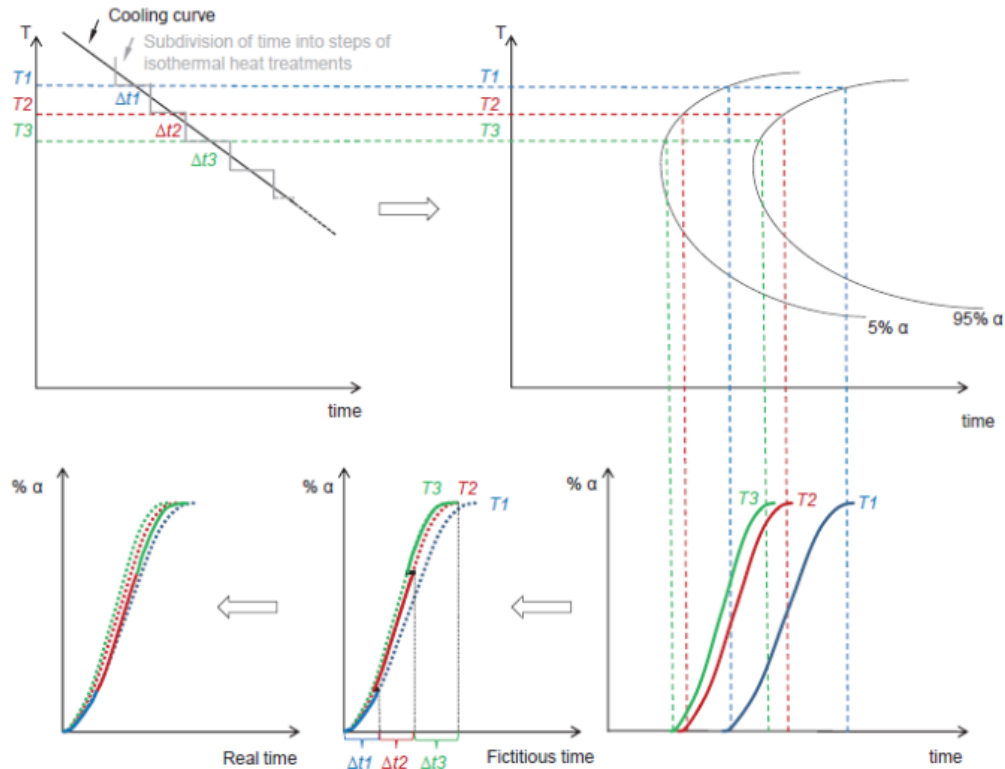 Cooling curve
T
Subdivision of time into steps of
isothermal heat treatments
T1
Δt1
T2
Δt2
T3
Δt3
time
T
T1
T2
T3
5% α
95% α
time
% α
Real time
% α
T3
T2
T1
Δt1
Δt2
Δt3
Fictitious time
% α
T3
T2
T1
time